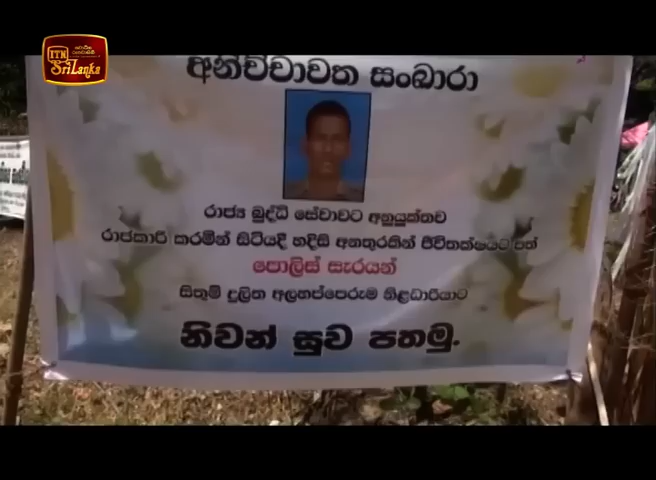 ITN
SriLanka
අනිච්චාවත සංඛාරා
රාජ්‍ය බුද්ධි සේවාවට අනුයුක්තව
රාජකාරී කරමින් සිටියදී හදිසි අනතුරකින් ජීවිතක්ෂයට පත්
පොලිස් සැරයන්
සිතුම් දුලිත අලහප්පෙරුම නිළධාරියාට
නිවන් සුව පතමු.